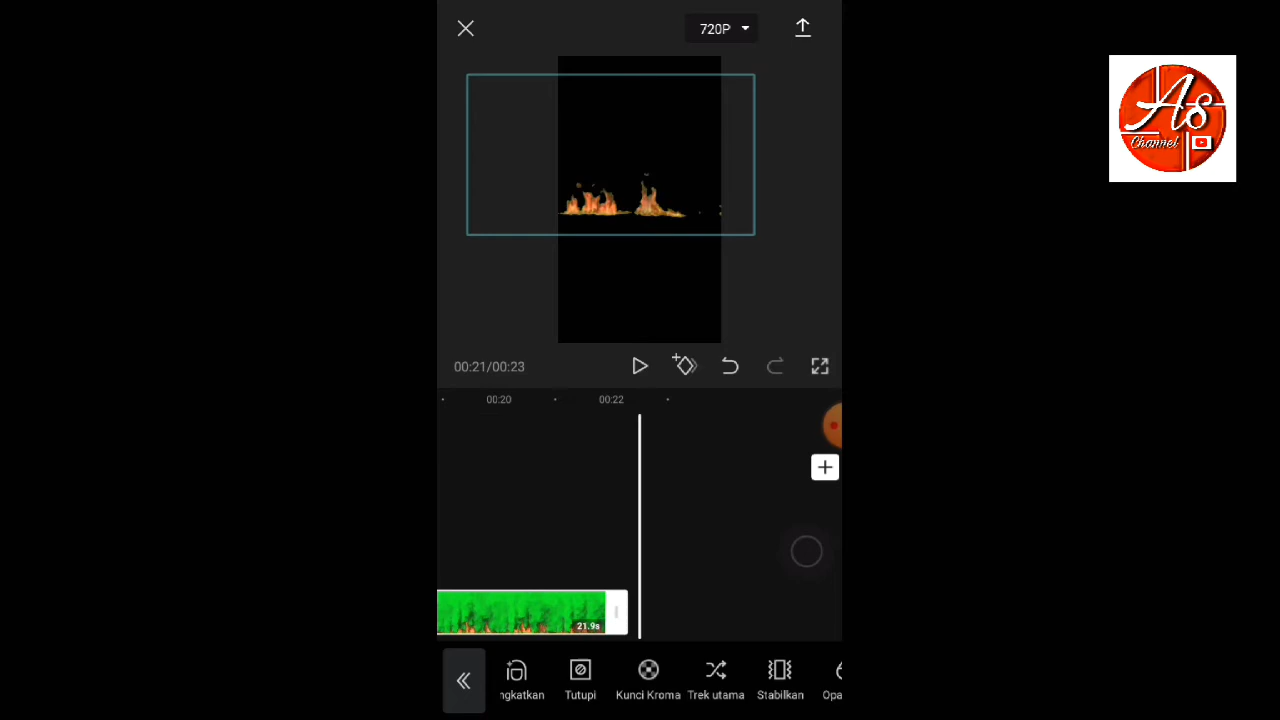 720P
As
Channel
00:21/00:23
00:20
00:22
21.9s
ngkatkan
Tutupi
Kunci Kroma
Trek utama
Stabilkan
Opa